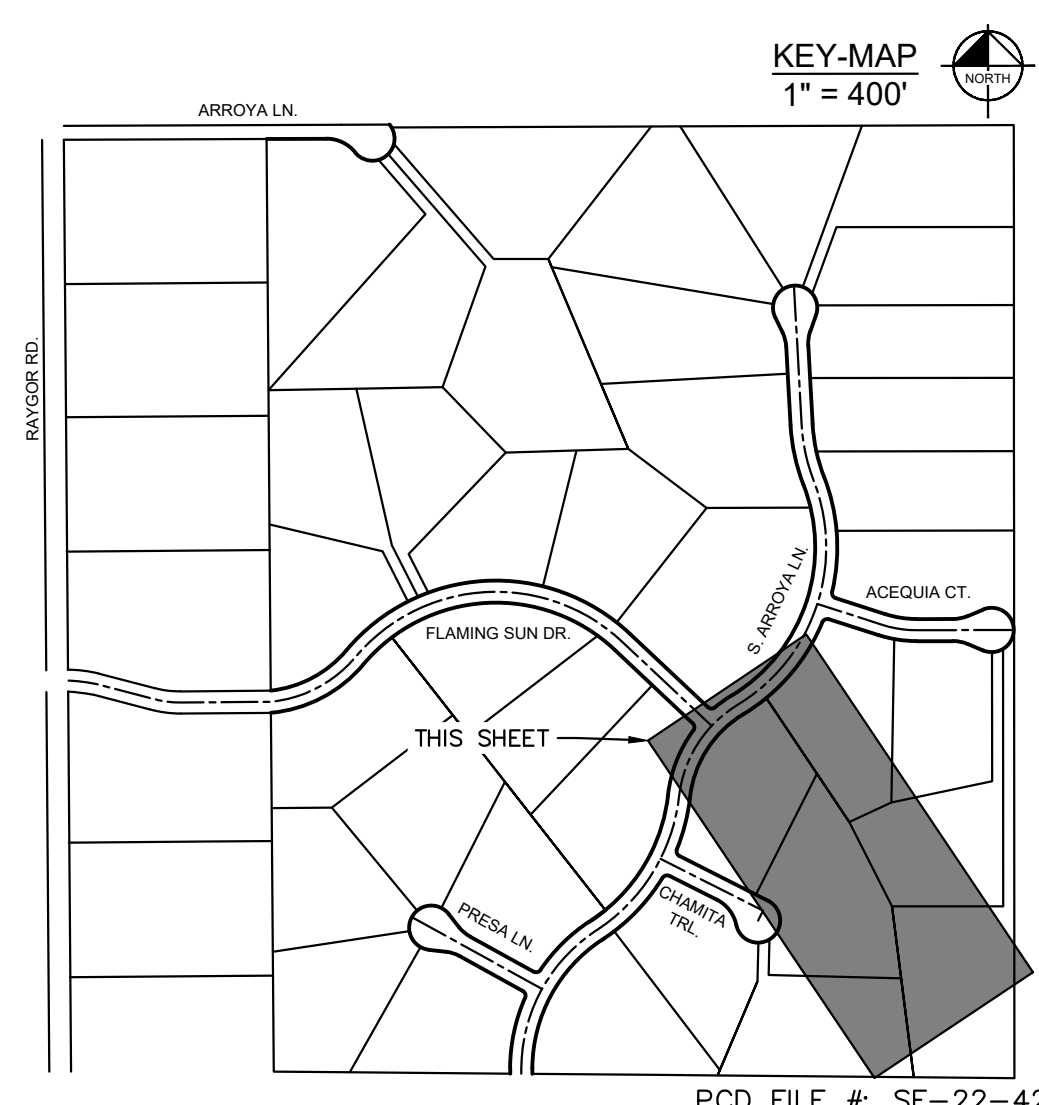 KEY-MAP
1" = 400'
NORTH
ARROYA LN.
RAYGOR RD.
S. ARROYA LN.
ACEQUIA CT.
FLAMING SUN DR.
THIS SHEET
CHAMITA
TRL.
PRESA LN.
PCD FILE #: SF-22-42